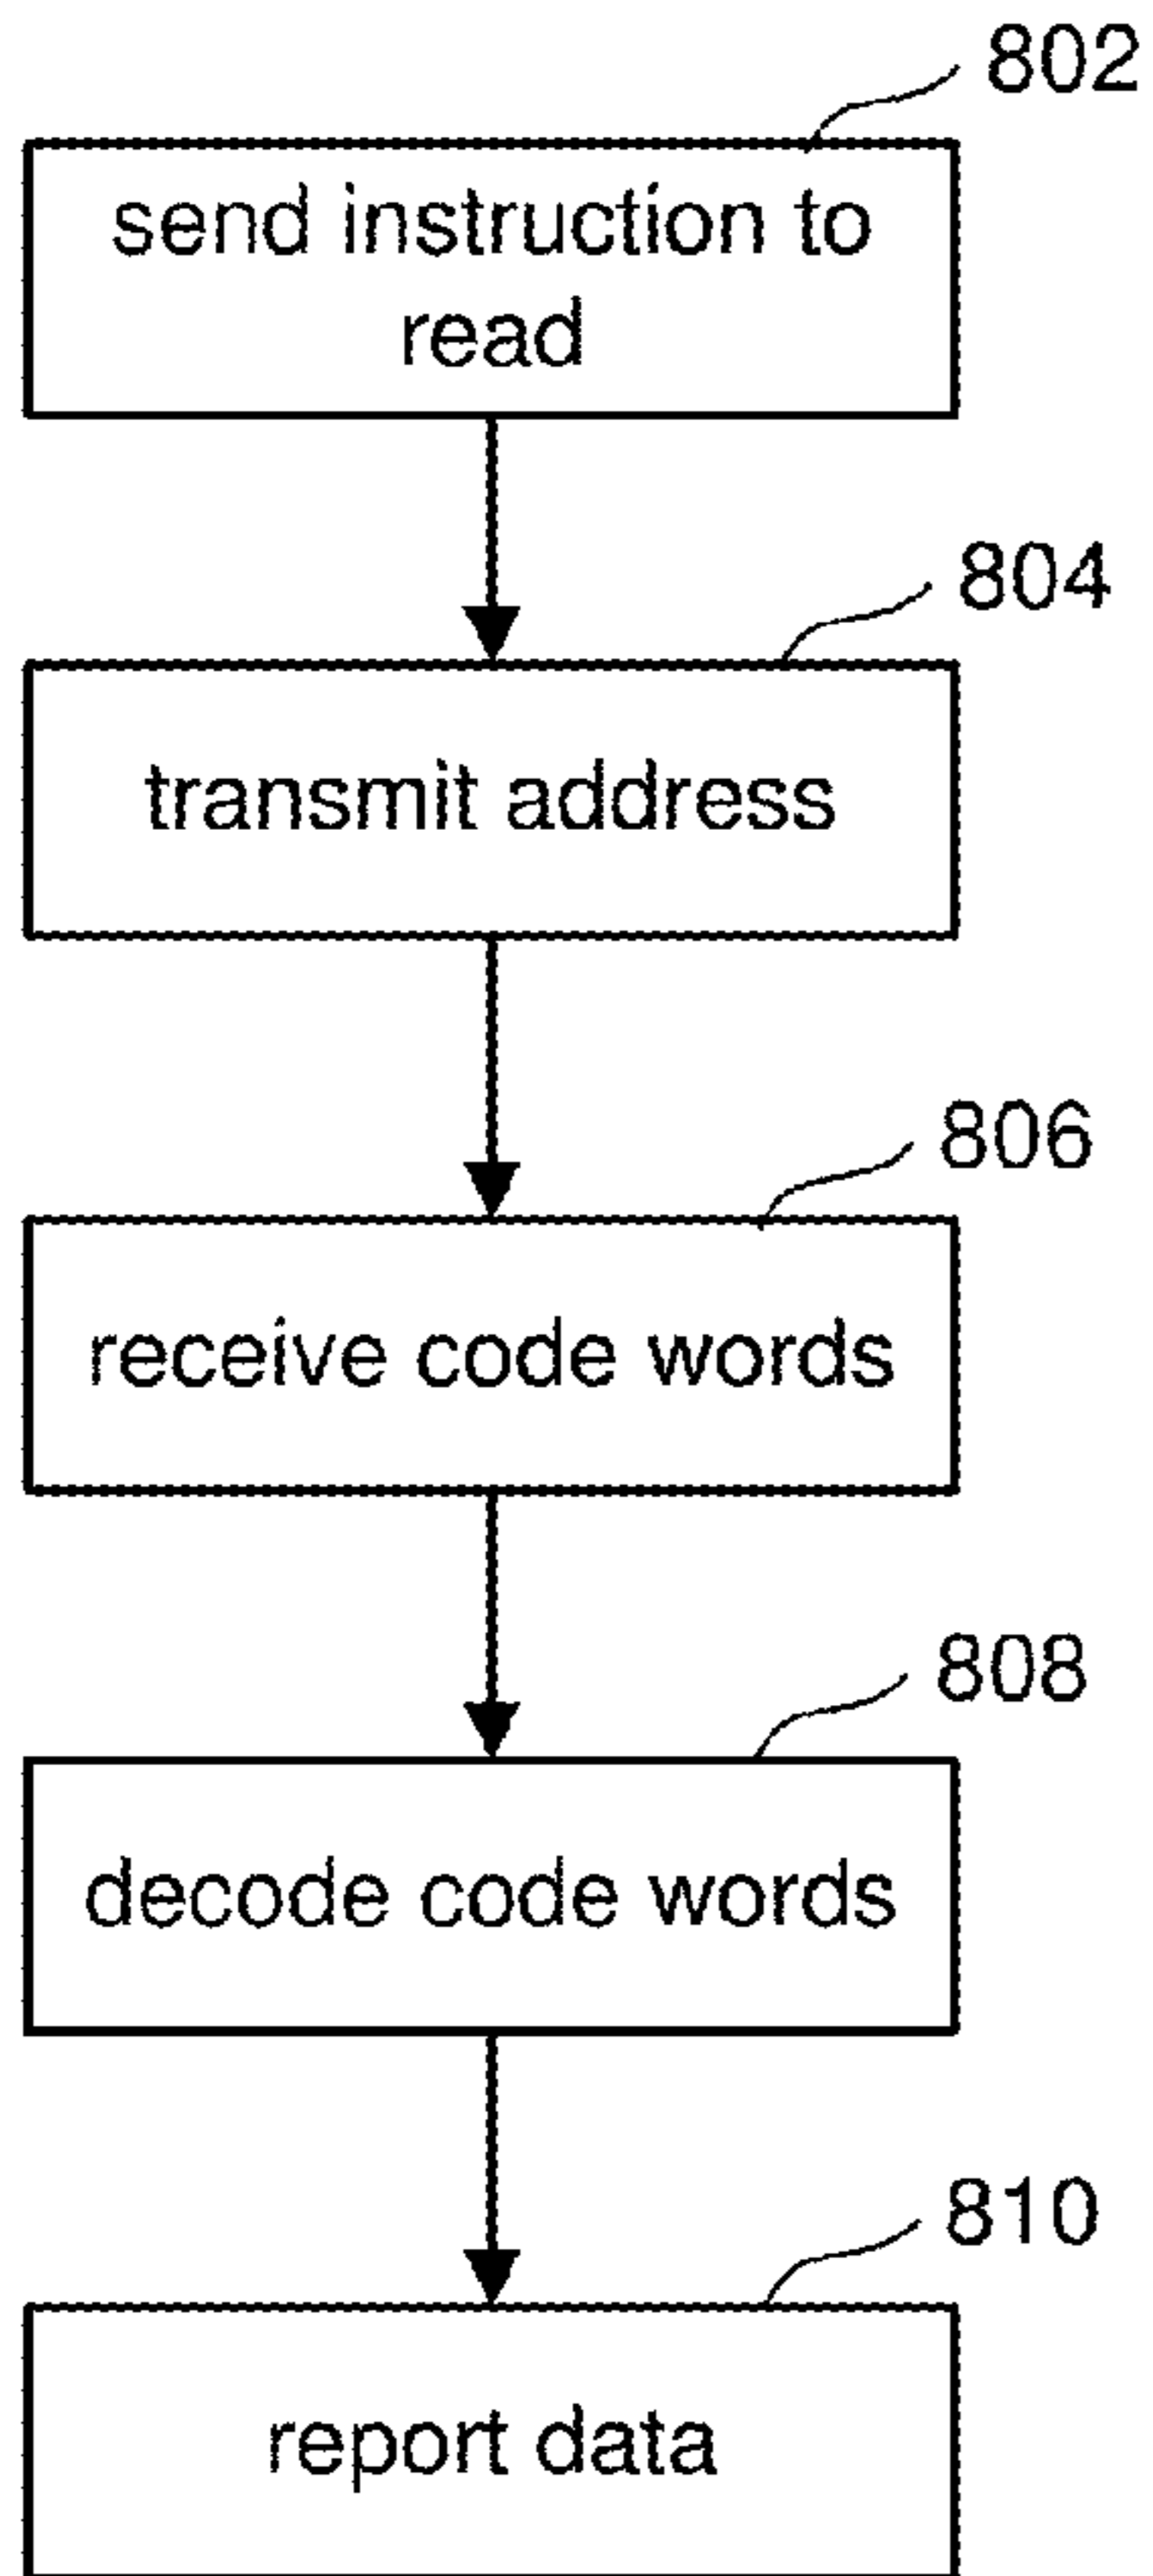 802
send instruction to
read
804
transmit address
806
receive code words
808
decode code words
810
report data